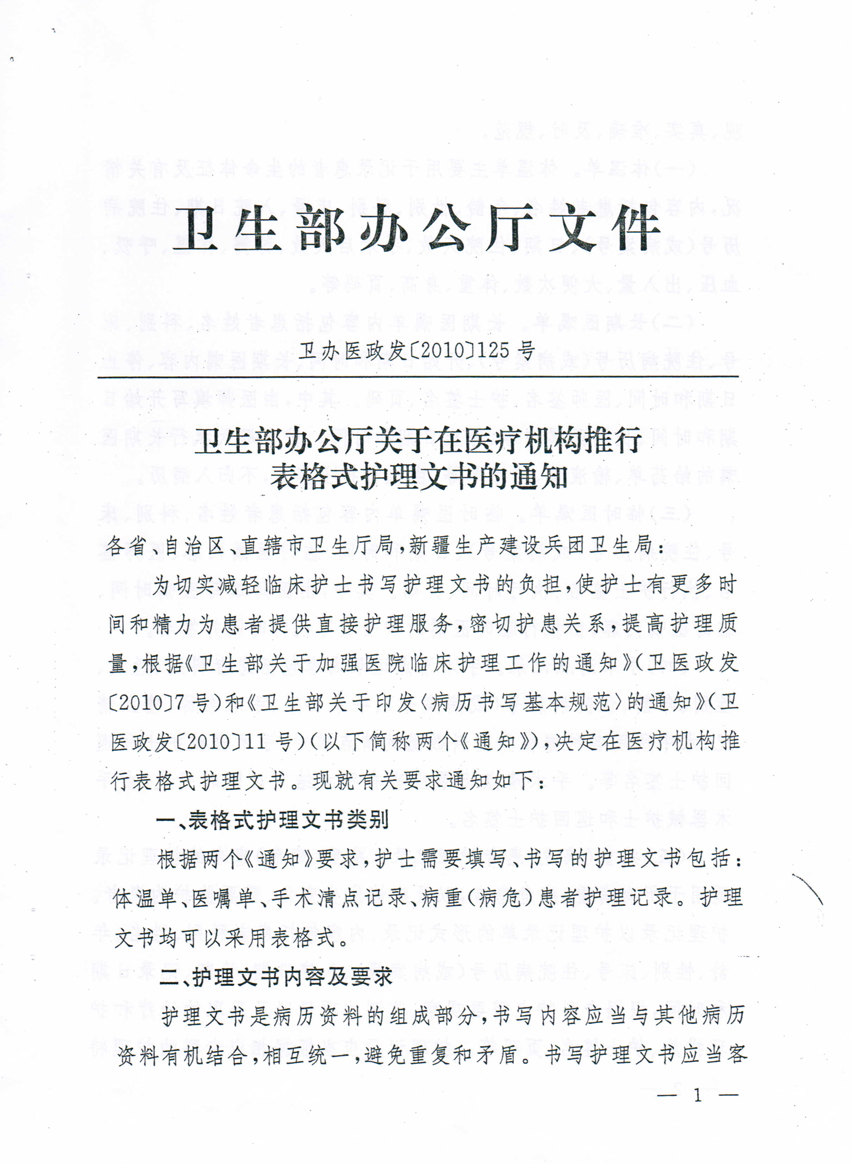 卫生部办公厅文件
卫办医政发〔2010〕125号
卫生部办公厅关于在医疗机构推行
表格式护理文书的通知
各省、自治区、直辖市卫生厅局,新疆生产建设兵团卫生局:
为切实减轻临床护士书写护理文书的负担,使护士有更多时
间和精力为患者提供直接护理服务,密切护患关系,提高护理质
量,根据《卫生部关于加强医院临床护理工作的通知》(卫医政发
〔2010〕7号)和《卫生部关于印发〈病历书写基本规范〉的通知》(卫
医政发〔2010〕11号)(以下简称两个《通知》),决定在医疗机构推
行表格式护理文书。现就有关要求通知如下:
一、表格式护理文书类别
根据两个《通知》要求,护士需要填写、书写的护理文书包括:
体温单、医嘱单、手术清点记录、病重(病危)患者护理记录。护理
文书均可以采用表格式。
二、护理文书内容及要求
护理文书是病历资料的组成部分,书写内容应当与其他病历
资料有机结合,相互统一,避免重复和矛盾。书写护理文书应当客
— 1 —